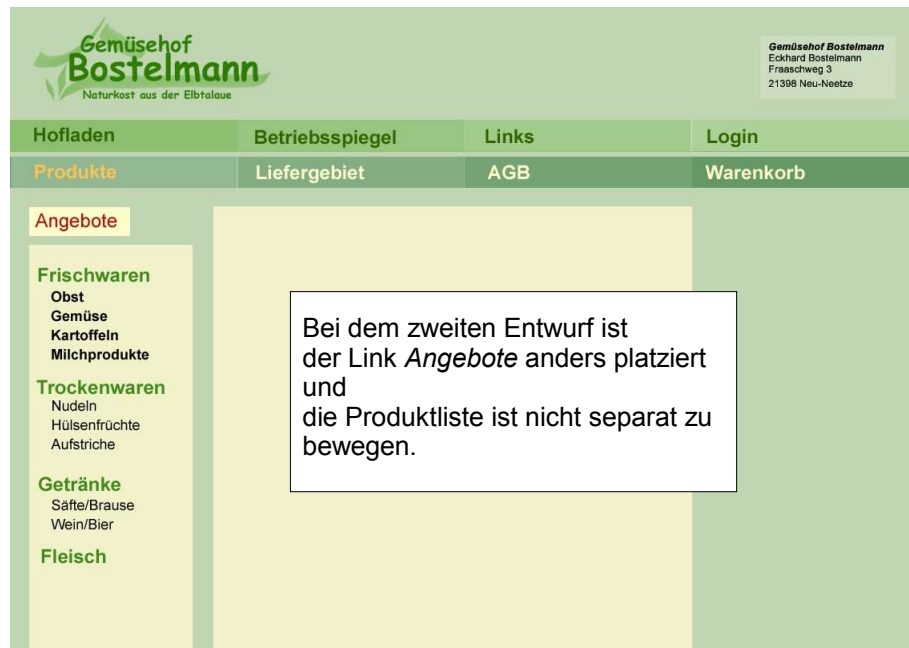 Gemüsehof
Bostelmann
Naturkost aus der Elbtalaue
Gemüsehof Bostelmann
Eckhard Bostelmann
Fraaschweg 3
21398 Neu-Neetze
Hofladen Betriebsspiegel Links Login
Produkte Liefergebiet AGB Warenkorb
Angebote
Frischwaren
Obst
Gemüse
Kartoffeln
Milchprodukte
Trockenwaren
Nudeln
Hülsenfrüchte
Aufstriche
Getränke
Säfte/Brause
Wein/Bier
Fleisch
Bei dem zweiten Entwurf ist
der Link Angebote anders platziert
und
die Produktliste ist nicht separat zu
bewegen.